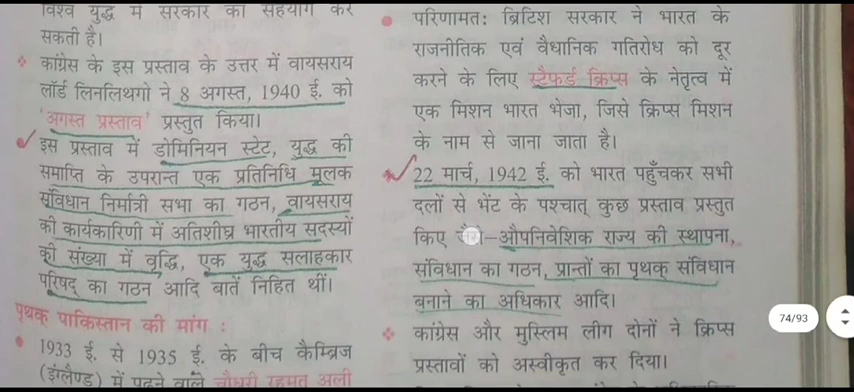 विश्व युद्ध में सरकार का सहयोग कर
सकती है।
कांग्रेस के इस प्रस्ताव के उत्तर में वायसराय
लॉर्ड लिनलिथगो ने 8 अगस्त, 1940 ई. को
'अगस्त प्रस्ताव' प्रस्तुत किया।
इस प्रस्ताव में डोमिनियन स्टेट, युद्ध की
समाप्ति के उपरान्त एक प्रतिनिधि मूलक
संविधान निर्मात्री सभा का गठन, वायसराय
की कार्यकारिणी में अतिशीघ्र भारतीय सदस्यों
की संख्या में वृद्धि, एक युद्ध सलाहकार
परिषद् का गठन आदि बातें निहित थीं।
पृथक् पाकिस्तान की मांग :
1933 ई. से 1935 ई. के बीच कैम्ब्रिज
(इंग्लैण्ड) में पढ़ने वाले चौधरी रहमत अली
परिणामतः ब्रिटिश सरकार ने भारत के
राजनीतिक एवं वैधानिक गतिरोध को दूर
करने के लिए स्टैफर्ड क्रिप्स के नेतृत्व में
एक मिशन भारत भेजा, जिसे क्रिप्स मिशन
के नाम से जाना जाता है।
22 मार्च, 1942 ई. को भारत पहुँचकर सभी
दलों से भेंट के पश्चात् कुछ प्रस्ताव प्रस्तुत
किए –औपनिवेशिक राज्य की स्थापना,
संविधान का गठन, प्रान्तों का पृथक् संविधान
बनाने का अधिकार आदि।
कांग्रेस और मुस्लिम लीग दोनों ने क्रिप्स
प्रस्तावों को अस्वीकृत कर दिया।
74/93